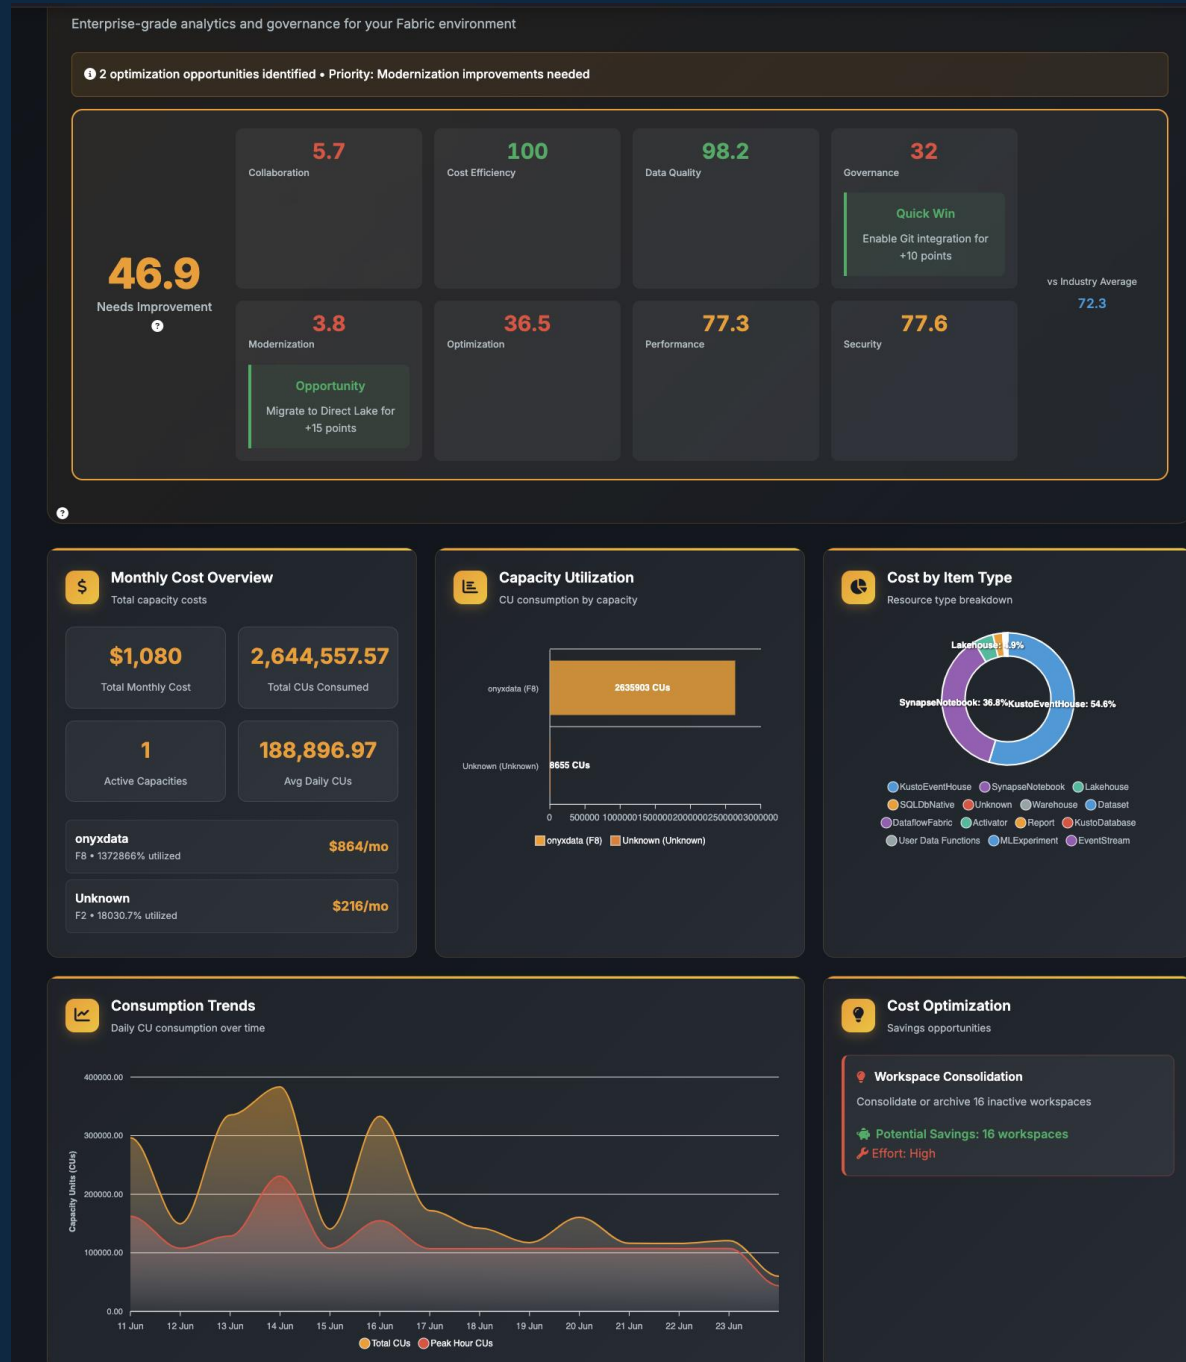 Enterprise-grade analytics and governance for your Fabric environment
2 optimization opportunities identified • Priority: Modernization improvements needed
46.9
Needs Improvement
5.7
Collaboration
100
Cost Efficiency
98.2
Data Quality
32
Governance
Quick Win
Enable Git integration for
+10 points
3.8
Modernization
Opportunity
Migrate to Direct Lake for
+15 points
36.5
Optimization
77.3
Performance
77.6
Security
vs Industry Average
72.3
Monthly Cost Overview
Total capacity costs
$1,080
Total Monthly Cost
2,644,557.57
Total CUs Consumed
1
Active Capacities
188,896.97
Avg Daily CUs
onyxdata
F8 • 1372866% utilized
$864/mo
Unknown
F2 • 18030.7% utilized
$216/mo
Capacity Utilization
CU consumption by capacity
onyxdata (F8)
2635903 CUs
Unknown (Unknown)
8655 CUs
0 500000 1000000 1500000 2000000 2500000 3000000
onyxdata (F8) Unknown (Unknown)
Cost by Item Type
Resource type breakdown
Lakehouse: .9%
SynapseNotebook: 36.8%
KustoEventHouse: 54.6%
KustoEventHouse SynapseNotebook Lakehouse
SQLDbNative Unknown Warehouse Dataset
DataflowFabric Activator Report KustoDatabase
User Data Functions MLExperiment EventStream
Consumption Trends
Daily CU consumption over time
Capacity Units (CUs)
400000.00
300000.00
200000.00
100000.00
0.00
11 Jun 12 Jun 13 Jun 14 Jun 15 Jun 16 Jun 17 Jun 18 Jun 19 Jun 20 Jun 21 Jun 22 Jun 23 Jun
Total CUs Peak Hour CUs
Cost Optimization
Savings opportunities
Workspace Consolidation
Consolidate or archive 16 inactive workspaces
Potential Savings: 16 workspaces
Effort: High